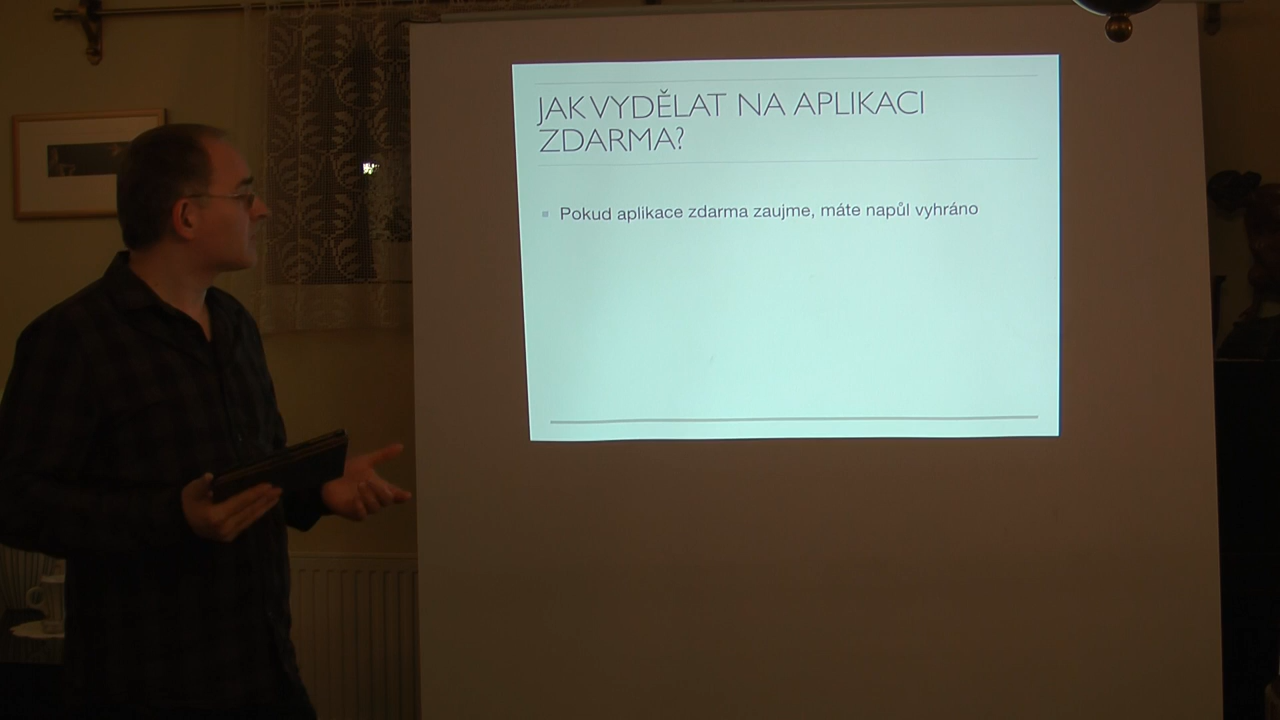 JAK VYDĚLAT NA APLIKACI
ZDARMA?
Pokud aplikace zdarma zaujme, máte napůl vyhráno